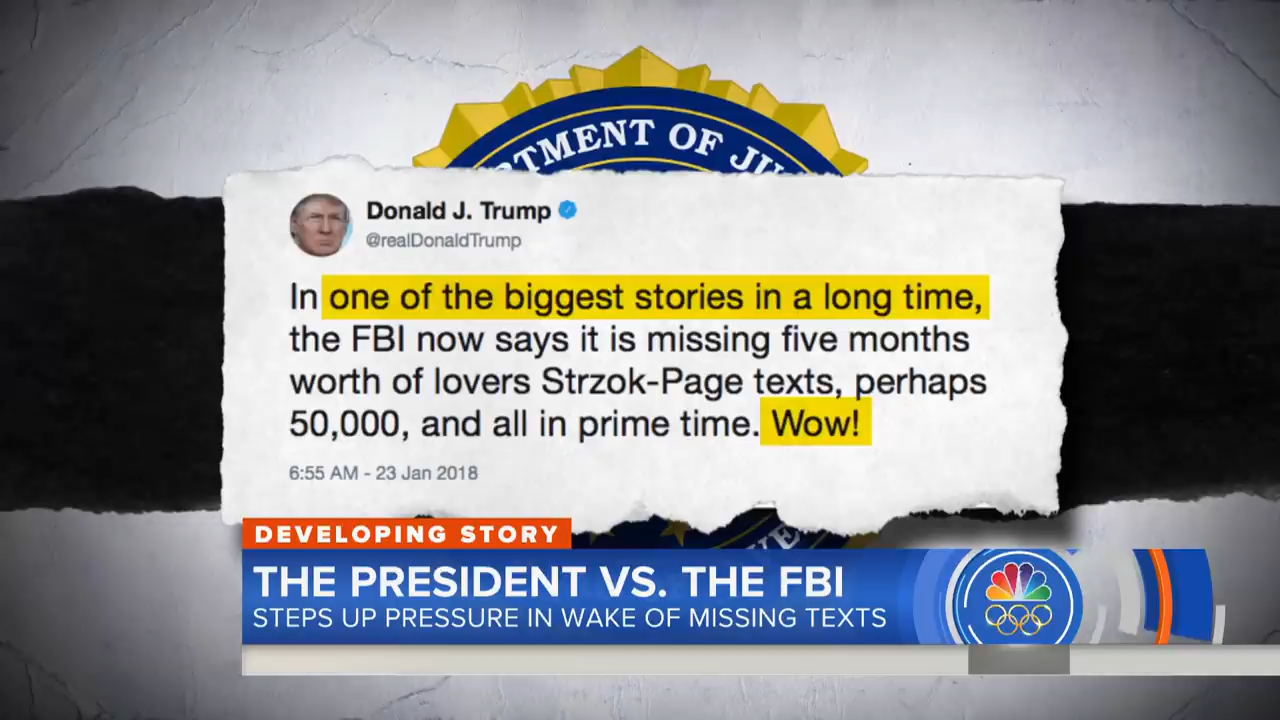 TMENT OF JU
Donald J. Trump
@realDonaldTrump
In one of the biggest stories in a long time,
the FBI now says it is missing five months
worth of lovers Strzok-Page texts, perhaps
50,000, and all in prime time. Wow!
6:55 AM - 23 Jan 2018
DEVELOPING STORY
THE PRESIDENT VS. THE FBI
STEPS UP PRESSURE IN WAKE OF MISSING TEXTS